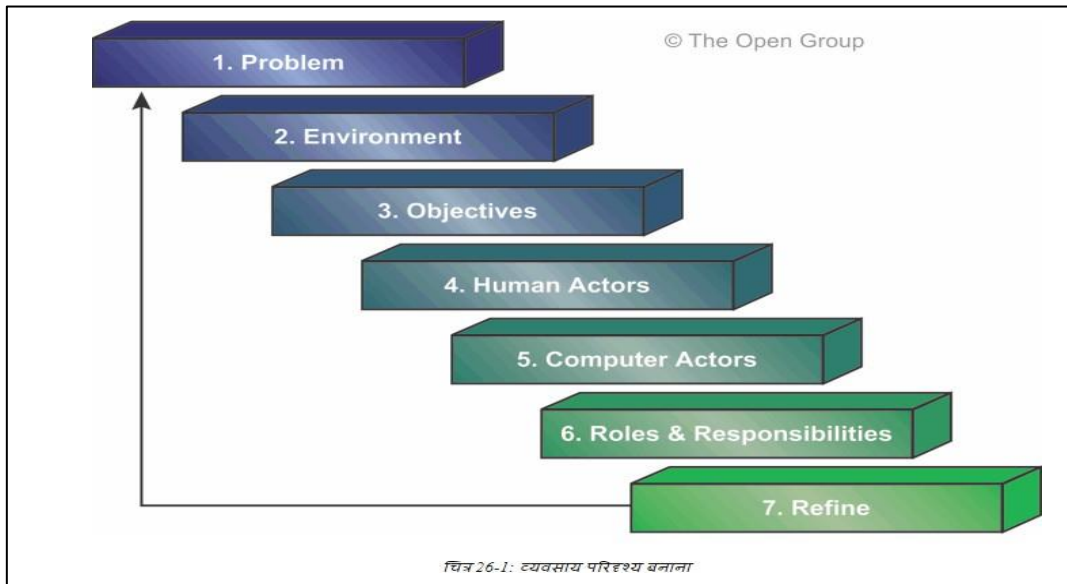 © The Open Group
1. Problem
2. Environment
3. Objectives
4. Human Actors
5. Computer Actors
6. Roles & Responsibilities
7. Refine
चित्र 26-1: व्यवसाय परिदृश्य बनाना